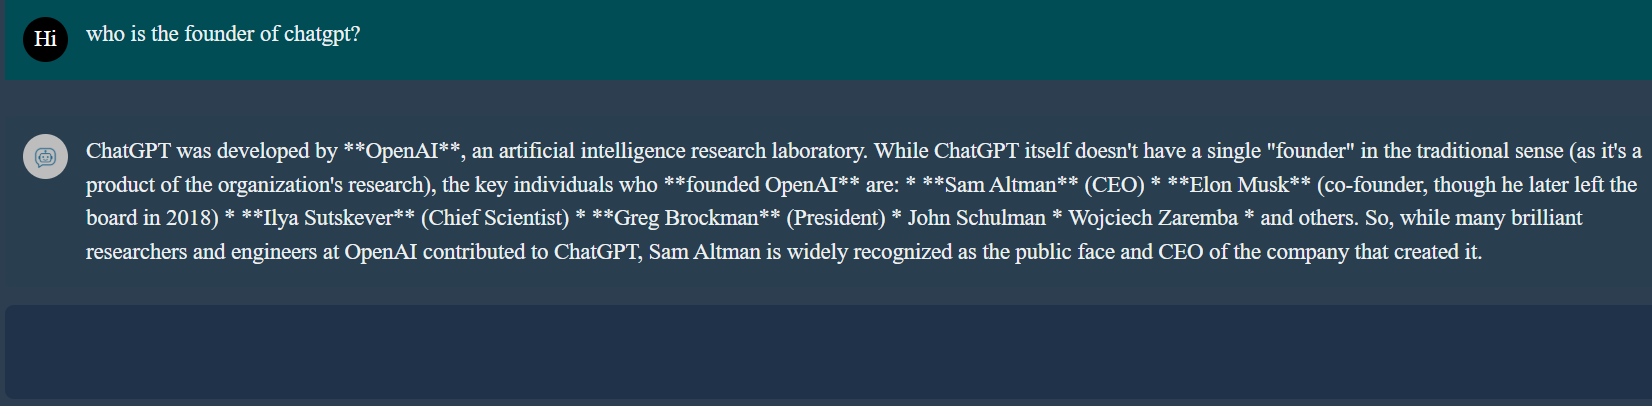 Hi
who is the founder of chatgpt?
ChatGPT was developed by **OpenAI**, an artificial intelligence research laboratory. While ChatGPT itself doesn't have a single "founder" in the traditional sense (as it's a
product of the organization's research), the key individuals who **founded OpenAI** are: * **Sam Altman** (CEO) * **Elon Musk** (co-founder, though he later left the
board in 2018) * **Ilya Sutskever** (Chief Scientist) * **Greg Brockman** (President) * John Schulman * Wojciech Zaremba * and others. So, while many brilliant
researchers and engineers at OpenAI contributed to ChatGPT, Sam Altman is widely recognized as the public face and CEO of the company that created it.